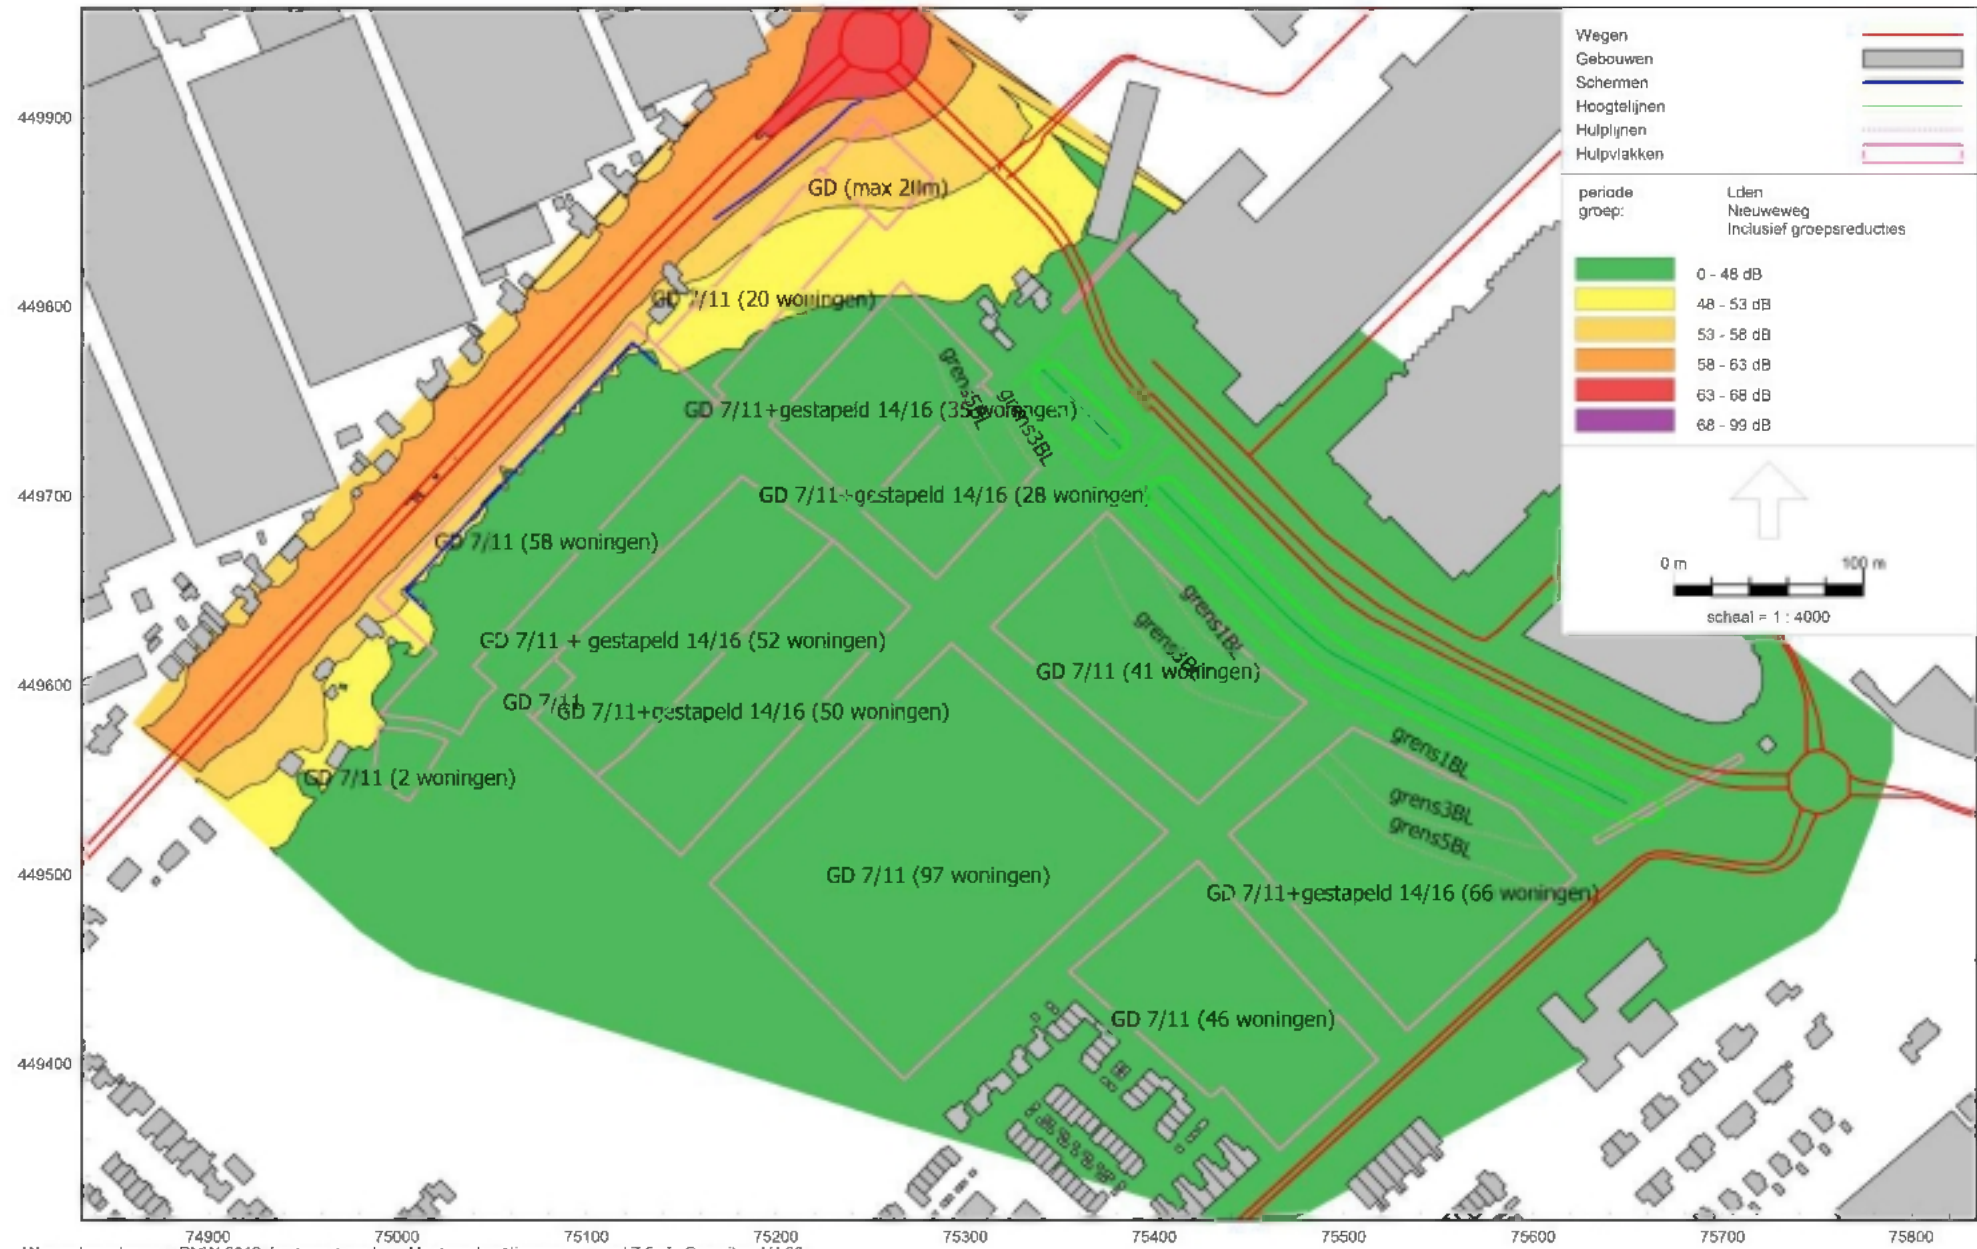 Wegen
Gebouwen
Schermen
Hoogtelijnen
Hulplijnen
Hulpvlakken
periode Lden
groep: Nieuweweg
Inclusief groepsreducties
0 - 48 dB
48 - 53 dB
53 - 58 dB
58 - 63 dB
63 - 68 dB
68 - 99 dB
0 m 100 m
schaal = 1 : 4000
449900
449800
449700
449600
449500
449400
GD (max 20m)
GD 7/11 (20 woningen)
grens5BL
grens3BL
GD 7/11+gestapeld 14/16 (35 woningen)
GD 7/11+gestapeld 14/16 (28 woningen)
GD 7/11 (58 woningen)
grens1BL
grens3BL
GD 7/11 + gestapeld 14/16 (52 woningen)
GD 7/11 (41 woningen)
GD 7/11
GD 7/11+gestapeld 14/16 (50 woningen)
grens1BL
GD 7/11 (2 woningen)
grens3BL
grens5BL
GD 7/11 (97 woningen)
GD 7/11+gestapeld 14/16 (66 woningen)
GD 7/11 (46 woningen)
74900 75000 75100 75200 75300 75400 75500 75600 75700 75800